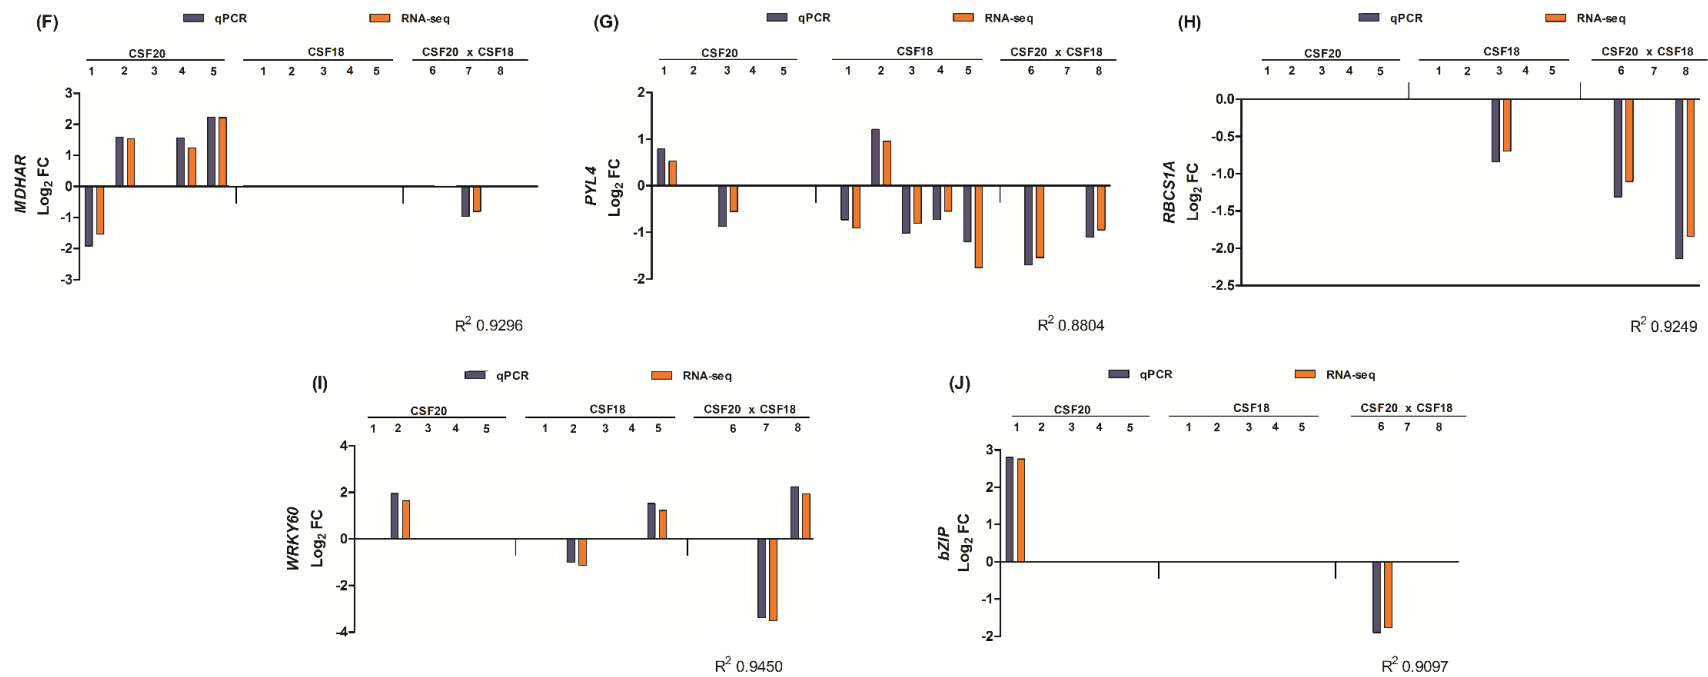 (F) qPCR RNA-seq
CSF20 CSF18 CSF20 x CSF18
1 2 3 4 5 1 2 3 4 5 6 7 8
MDHAR
Log2 FC
3
2
1
0
-1
-2
-3
R2 0.9296
(G) qPCR RNA-seq
CSF20 CSF18 CSF20 x CSF18
1 2 3 4 5 1 2 3 4 5 6 7 8
PYL4
Log2 FC
2
1
0
-1
-2
R2 0.8804
(H) qPCR RNA-seq
CSF20 CSF18 CSF20 x CSF18
1 2 3 4 5 1 2 3 4 5 6 7 8
RBCS1A
Log2 FC
0.0
-0.5
-1.0
-1.5
-2.0
-2.5
R2 0.9249
(I) qPCR RNA-seq
CSF20 CSF18 CSF20 x CSF18
1 2 3 4 5 1 2 3 4 5 6 7 8
WRKY60
Log2 FC
4
2
0
-2
-4
R2 0.9450
(J) qPCR RNA-seq
CSF20 CSF18 CSF20 x CSF18
1 2 3 4 5 1 2 3 4 5 6 7 8
bZIP
Log2 FC
3
2
1
0
-1
-2
R2 0.9097